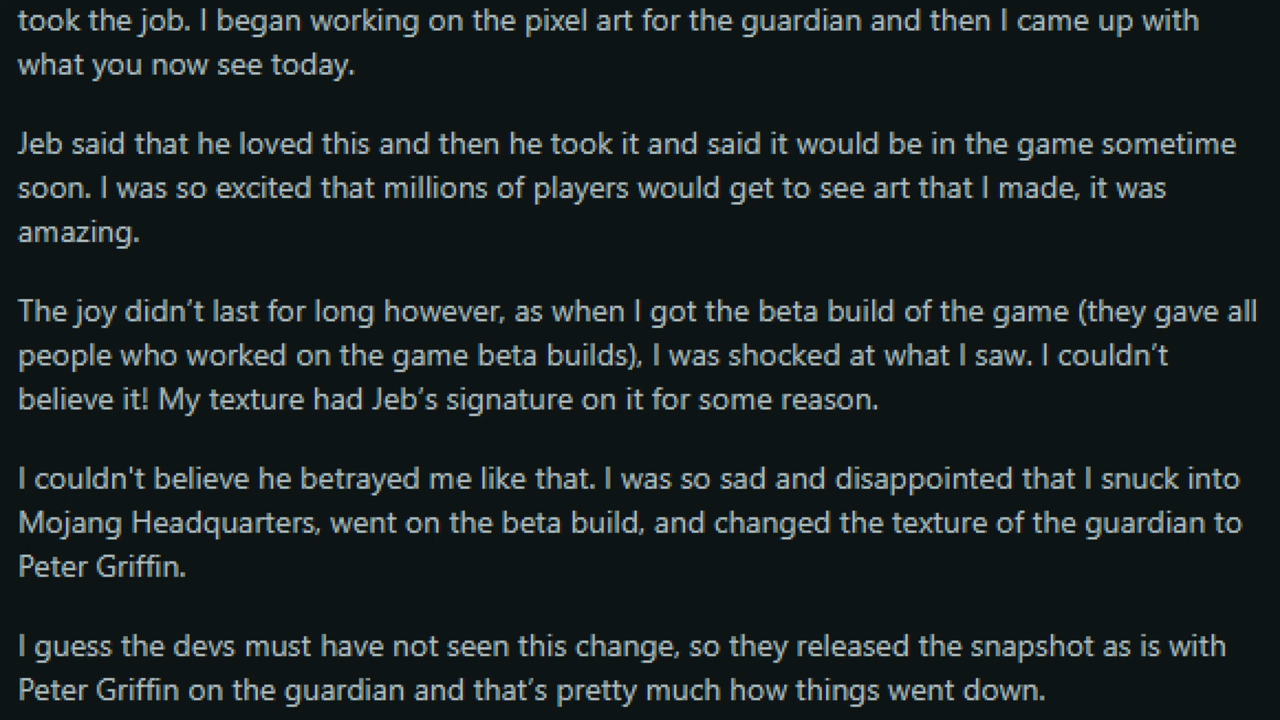 took the job. I began working on the pixel art for the guardian and then I came up with
what you now see today.
Jeb said that he loved this and then he took it and said it would be in the game sometime
soon. I was so excited that millions of players would get to see art that I made, it was
amazing.
The joy didn’t last for long however, as when I got the beta build of the game (they gave all
people who worked on the game beta builds), I was shocked at what I saw. I couldn’t
believe it! My texture had Jeb’s signature on it for some reason.
I couldn't believe he betrayed me like that. I was so sad and disappointed that I snuck into
Mojang Headquarters, went on the beta build, and changed the texture of the guardian to
Peter Griffin.
I guess the devs must have not seen this change, so they released the snapshot as is with
Peter Griffin on the guardian and that’s pretty much how things went down.